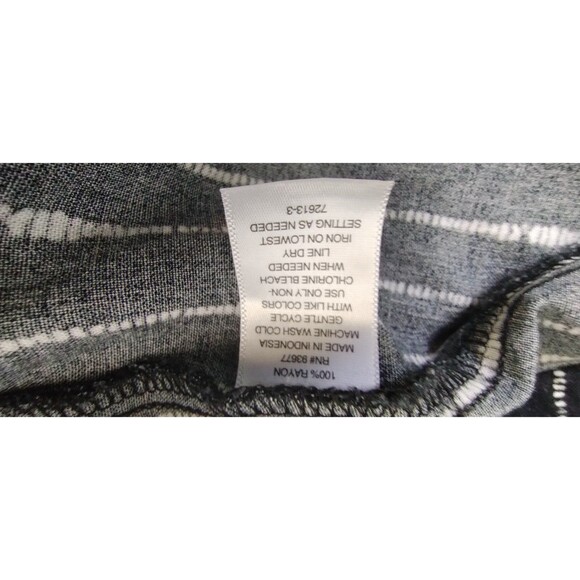 100% RAYON
RN# 93677
MADE IN INDONESIA
MACHINE WASH COLD
GENTLE CYCLE
WITH LIKE COLORS
USE ONLY NON-
CHLORINE BLEACH
WHEN NEEDED
LINE DRY
IRON ON LOWEST
SETTING AS NEEDED
72613-3